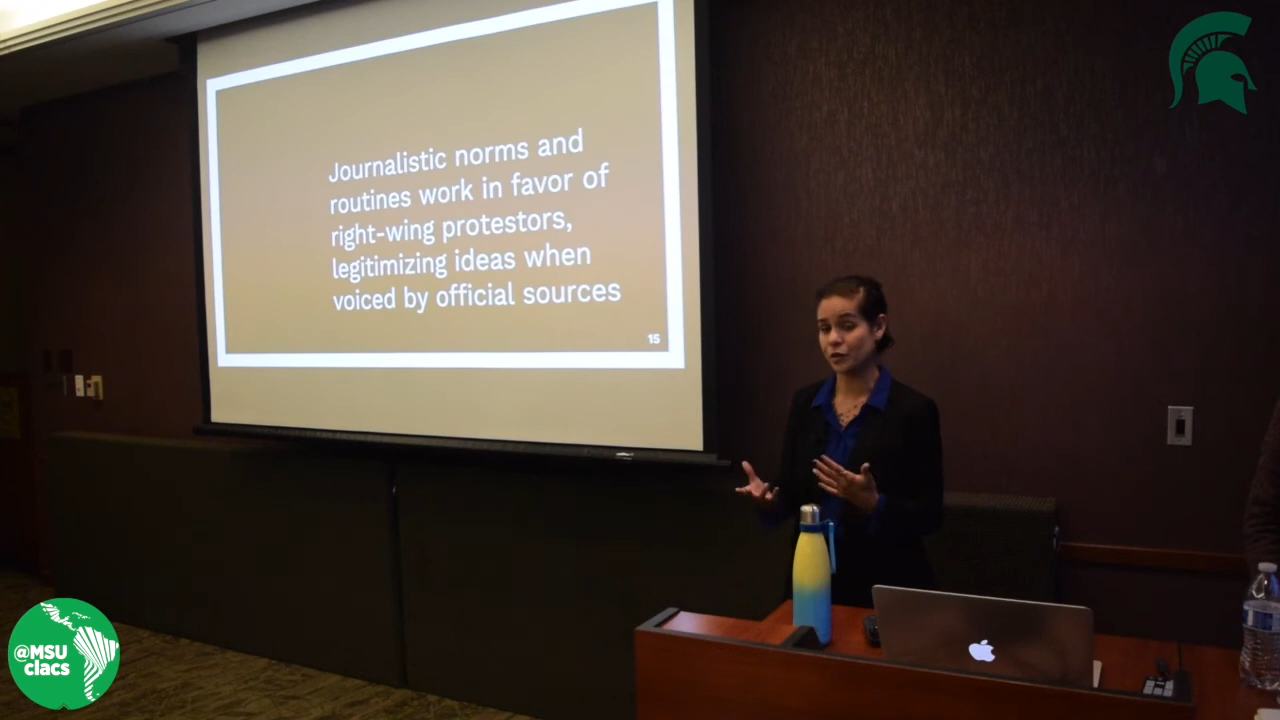 Journalistic norms and
routines work in favor of
right-wing protestors,
legitimizing ideas when
voiced by official sources
15
@MSU
clacs